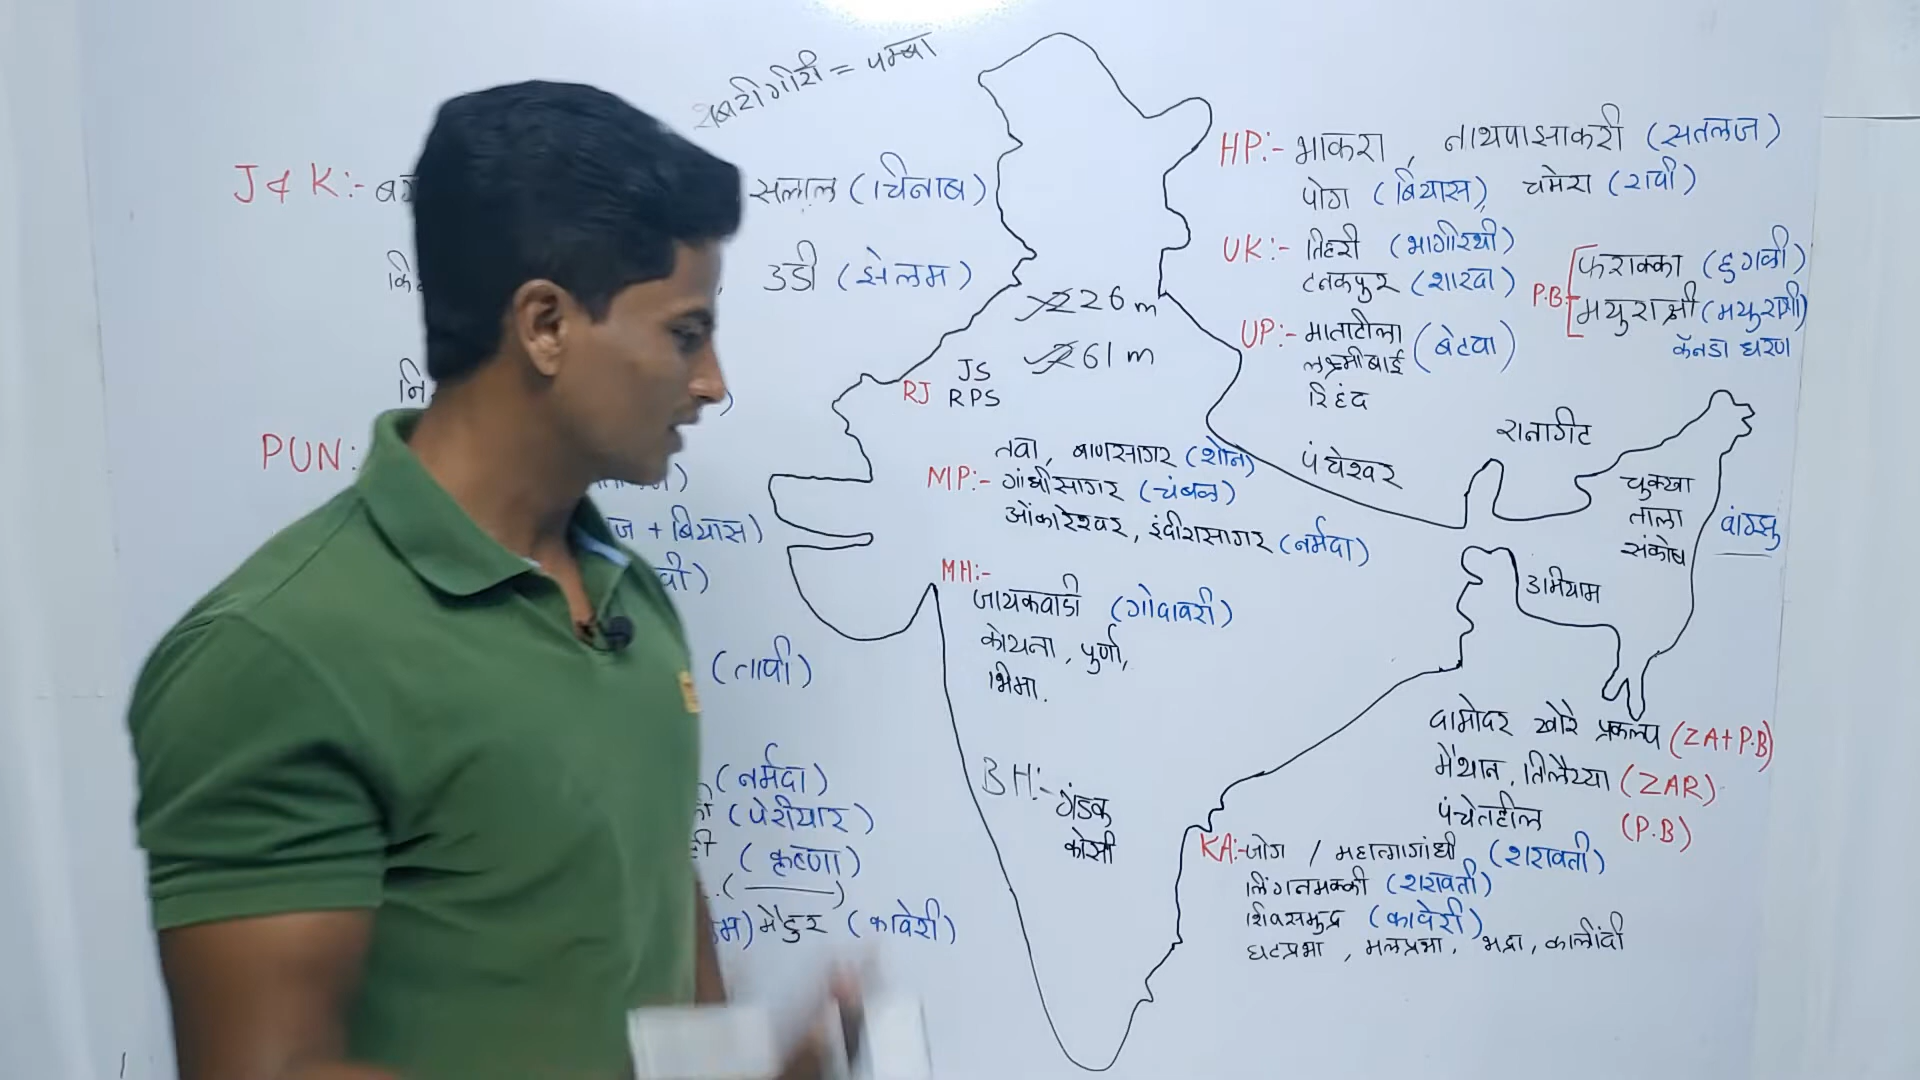 शबरीगीरी = पम्बा
J & K:- सलाल (चिनाब)
उडी (झेलम)
PUN:
+ बियास)
(तापी)
(नर्मदा)
(पेरीयार)
(कृष्णा)
मेटुर (कावेरी)
HP:- भाकरा , नाथपासाकरी (सतलज)
पोंग (बियास), चमेरा (रावी)
UK:- तिहरी (भागीरथी)
टनकपुर (शारदा)
P.B:- फराक्का (हुगळी)
मयुराक्षी (मयुराक्षी)
कॅनडा धरण
UP:- माताटीला
लक्ष्मीबाई (बेटवा)
रिहंद
226 m
261 m
RJ JS
RPS
तवा, बाणसागर (शोन)
MP:- गांधीसागर (चंबळ)
ओंकारेश्वर, इंदीरासागर (नर्मदा)
पंचेश्वर
रानागीट
चुक्खा
ताला
संकोष
वांग्छु
उमियाम
MH:-
जायकवाडी (गोदावरी)
कोयना, पुर्णा,
भिमा.
BH:- गंडक
कोसी
दामोदर खोरे प्रकल्प (ZA+P.B)
मैथान, तिलैय्या (ZAR)
पंचेतहील (P.B)
KA:- जोग / महात्मागांधी (शरावती)
लिंगनमक्की (शरावती)
शिवसमुद्र (कावेरी)
घटप्रभा , मलप्रभा, भद्रा, कालींदी